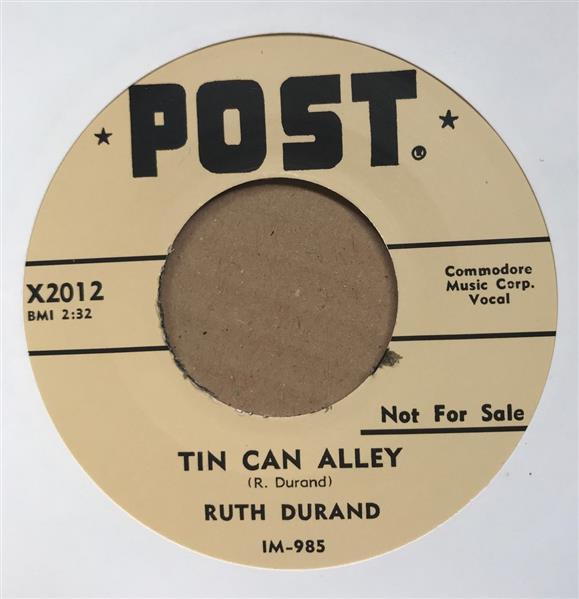 ★ POST ★
X2012
BMI 2:32
Commodore
Music Corp.
Vocal
Not For Sale
TIN CAN ALLEY
(R. Durand)
RUTH DURAND
IM-985